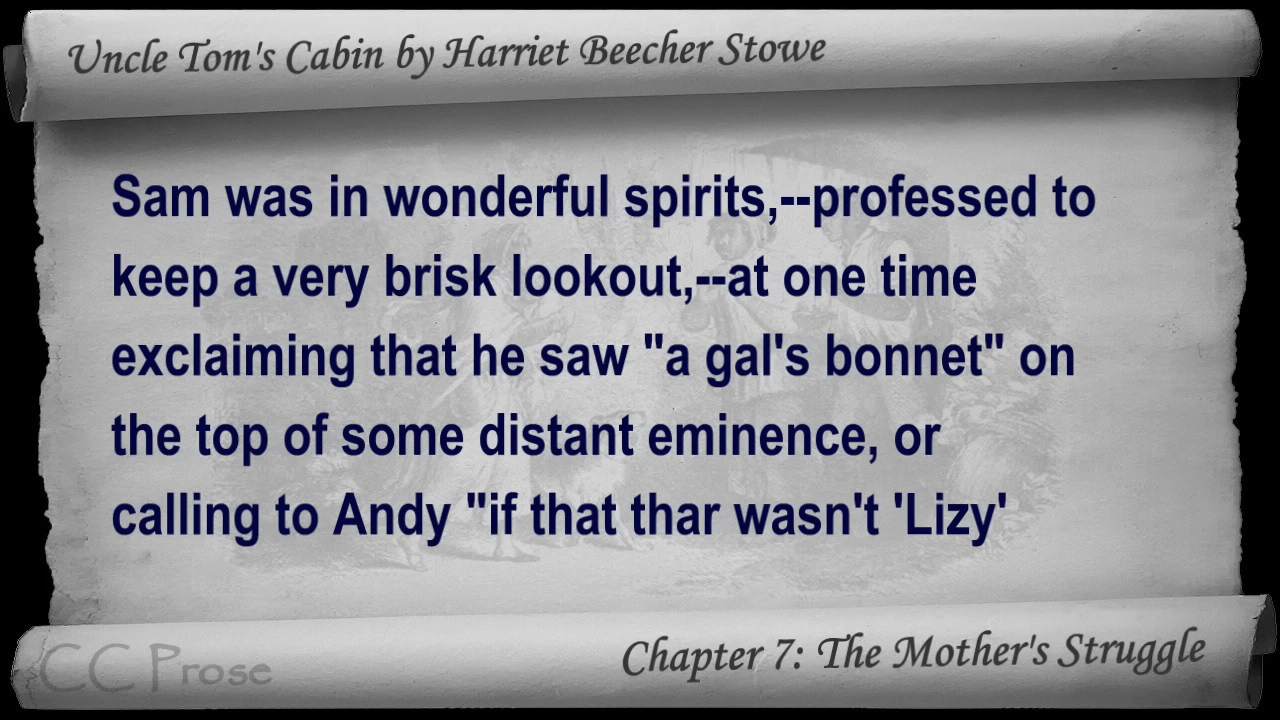 Uncle Tom's Cabin by Harriet Beecher Stowe
Sam was in wonderful spirits,--professed to
keep a very brisk lookout,--at one time
exclaiming that he saw "a gal's bonnet" on
the top of some distant eminence, or
calling to Andy "if that thar wasn't 'Lizy'
CC Prose
Chapter 7: The Mother's Struggle